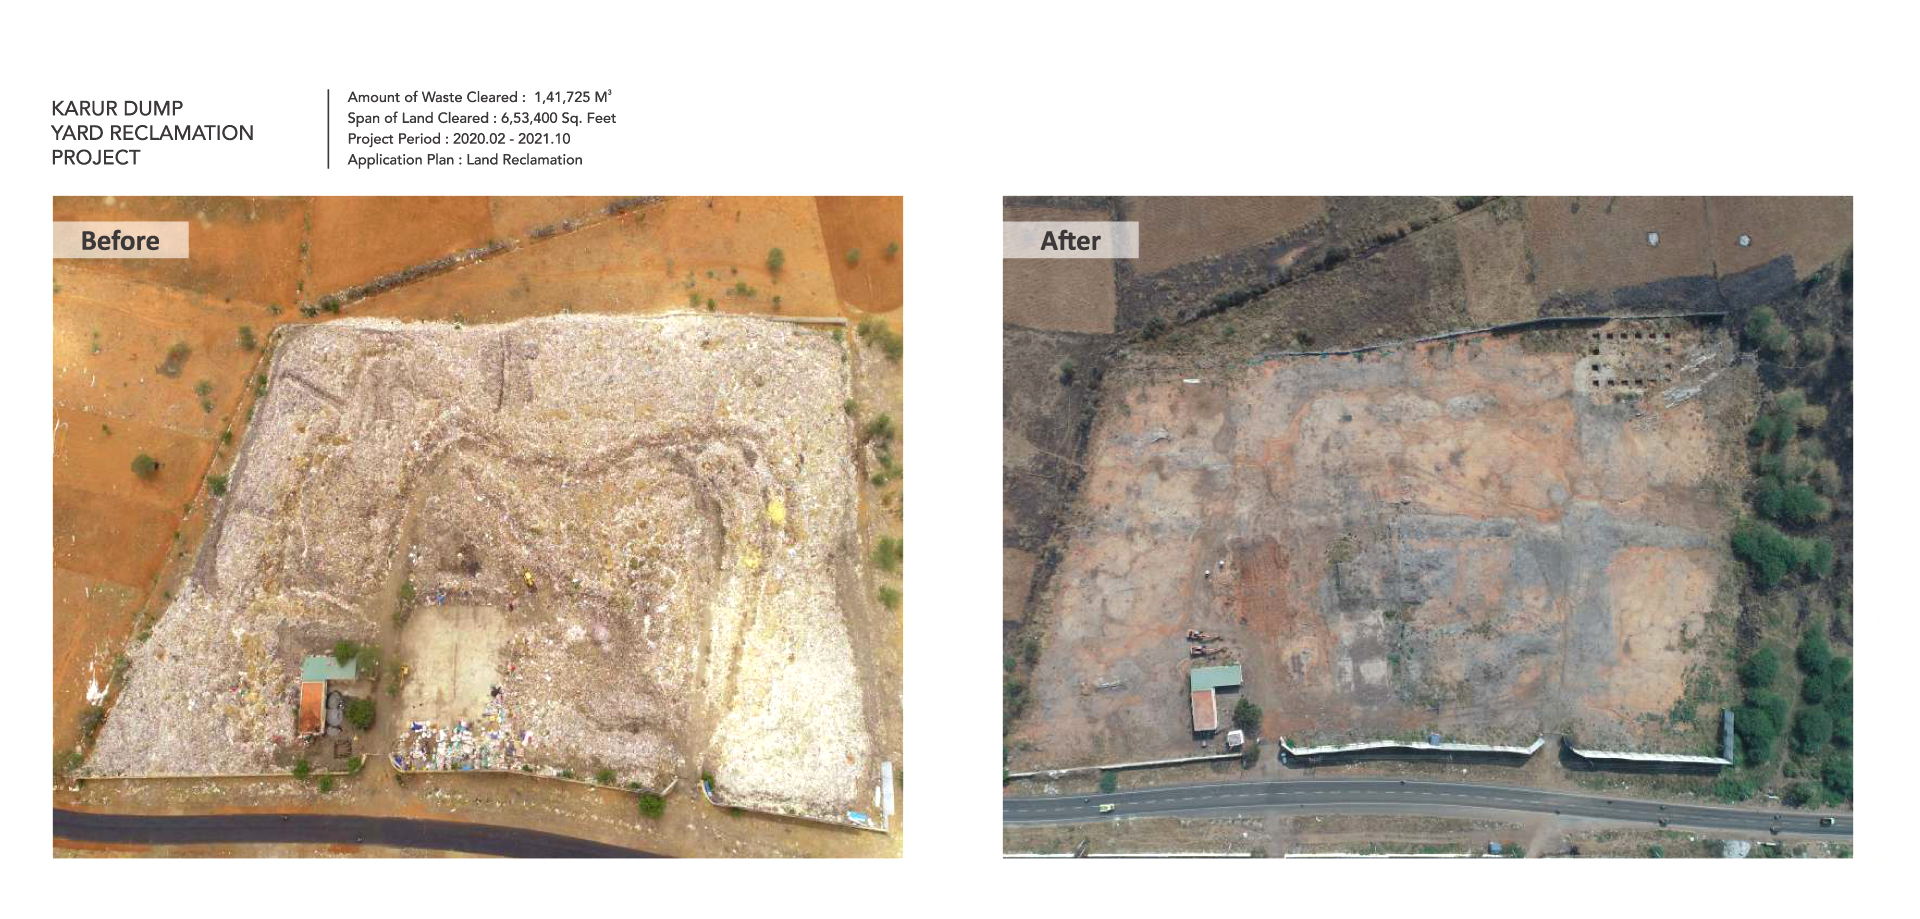 KARUR DUMP
YARD RECLAMATION
PROJECT
Amount of Waste Cleared : 1,41,725 M³
Span of Land Cleared : 6,53,400 Sq. Feet
Project Period : 2020.02 - 2021.10
Application Plan : Land Reclamation
Before
After